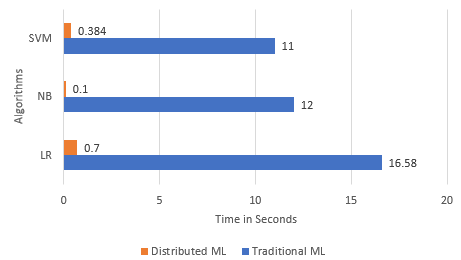 SVM
0.384
11
Algorithms
NB
0.1
12
LR
0.7
16.58
0 5 10 15 20
Time in Seconds
Distributed ML Traditional ML